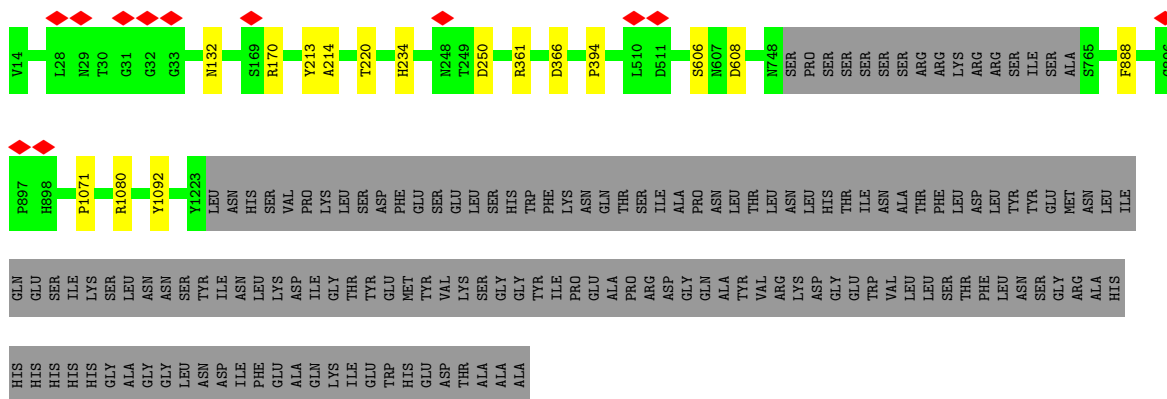 V14 L28 N29 T30 G31 G32 G33 N132 S169 R170 Y213 A214 T220 H234 N248 T249 D250 R361 D366 P394 L510 D511 S606 N607 D608 N748 SER PRO SER SER SER SER SER ARG ARG LYS ARG ARG SER ILE SER ALA S765 F888
P897 H898 P1071 R1080 Y1092 Y1223 LEU ASN HIS SER VAL PRO LYS LEU SER ASP PHE GLU SER GLU LEU SER HIS TRP PHE LYS ASN GLN THR SER ILE ALA PRO ASN LEU THR LEU ASN LEU HIS THR ILE ASN ALA THR PHE LEU ASP LEU TYR TYR GLU MET ASN LEU ILE
GLN GLU SER ILE LYS SER LEU ASN ASN SER TYR ILE ASN LEU LYS ASP ILE GLY THR TYR GLU MET TYR VAL LYS SER GLY GLY TYR ILE PRO GLU ALA PRO ARG ASP GLY GLN ALA TYR VAL ARG LYS ASP GLY GLU TRP VAL LEU LEU SER THR PHE LEU ASN SER GLY ARG ALA HIS
HIS HIS HIS HIS HIS GLY ALA GLY GLY LEU ASN ASP ILE PHE GLU ALA GLN LYS ILE GLU TRP HIS GLU ASP THR ALA ALA ALA